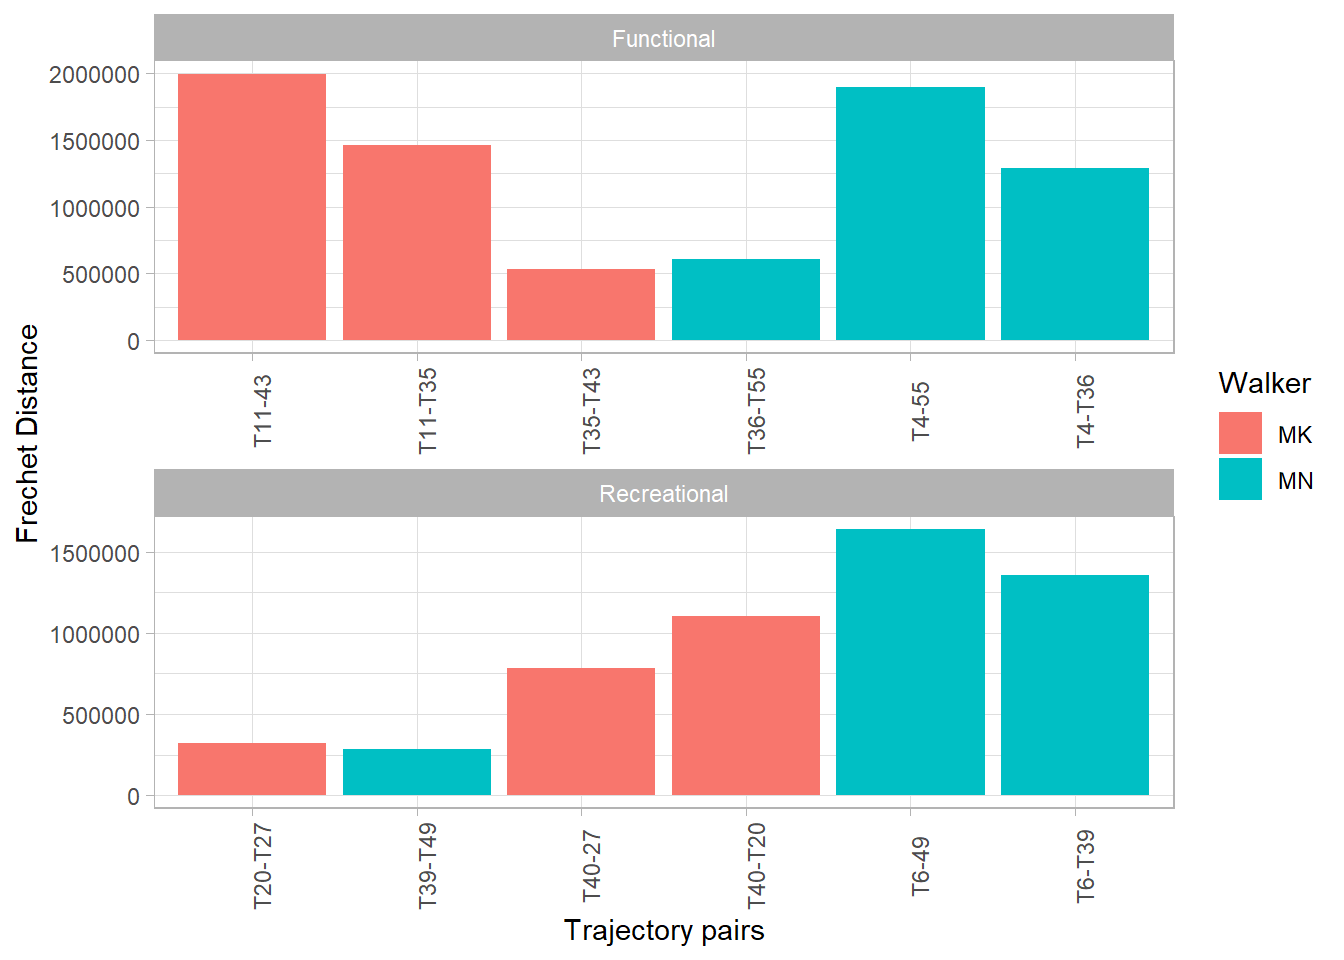 Functional
2000000
1500000
1000000
500000
0
T11-43
T11-T35
T35-T43
T36-T55
T4-55
T4-T36
Frechet Distance
Walker
MK
MN
Recreational
1500000
1000000
500000
0
T20-T27
T39-T49
T40-27
T40-T20
T6-49
T6-T39
Trajectory pairs